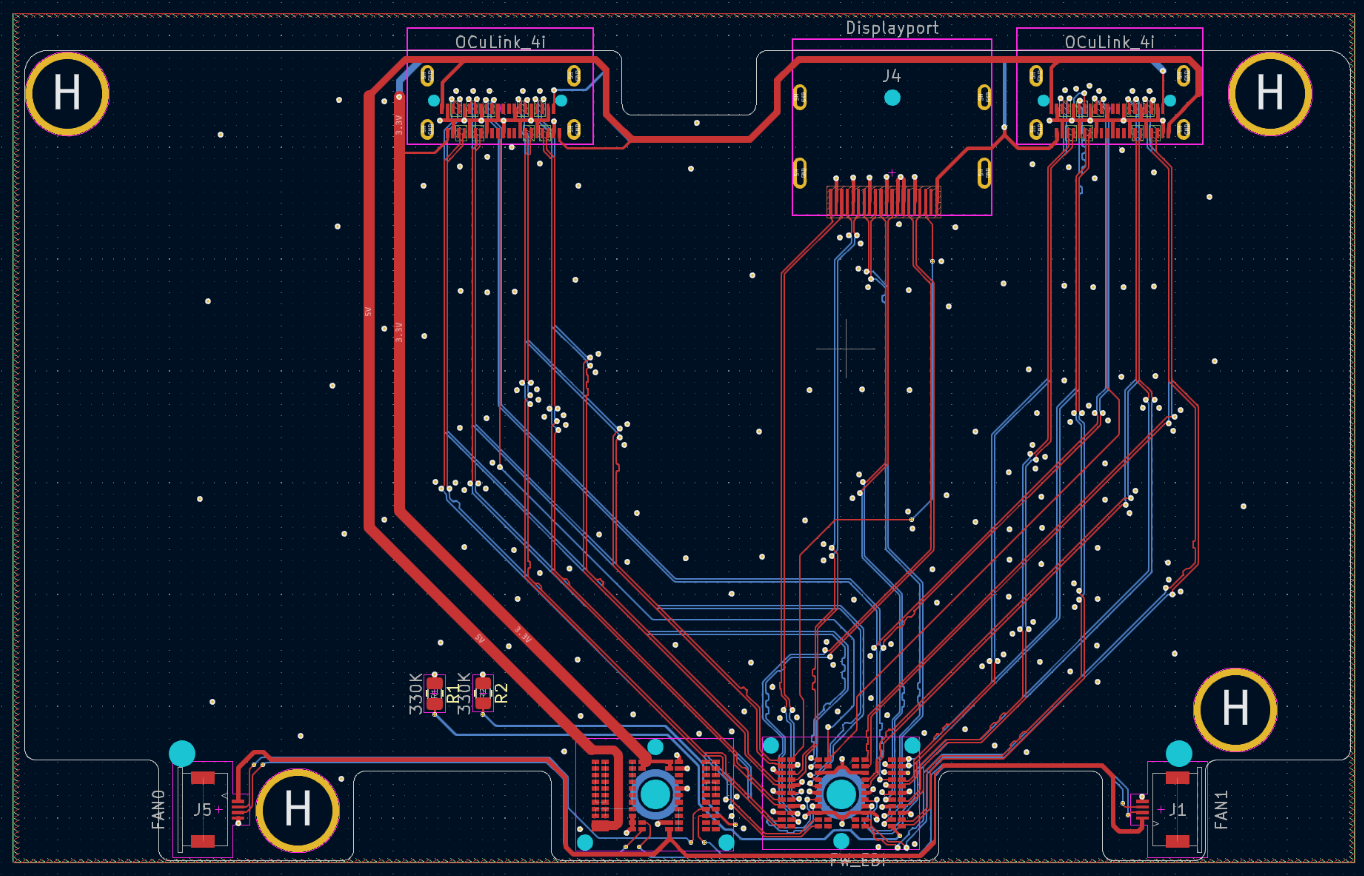 Displayport
OCuLink_4i
OCuLink_4i
J4
H
H
3.3V
5V
3.3V
5V
3.3V
330K
R1
330K
R2
H
FAN0
J5
H
J1
FAN1